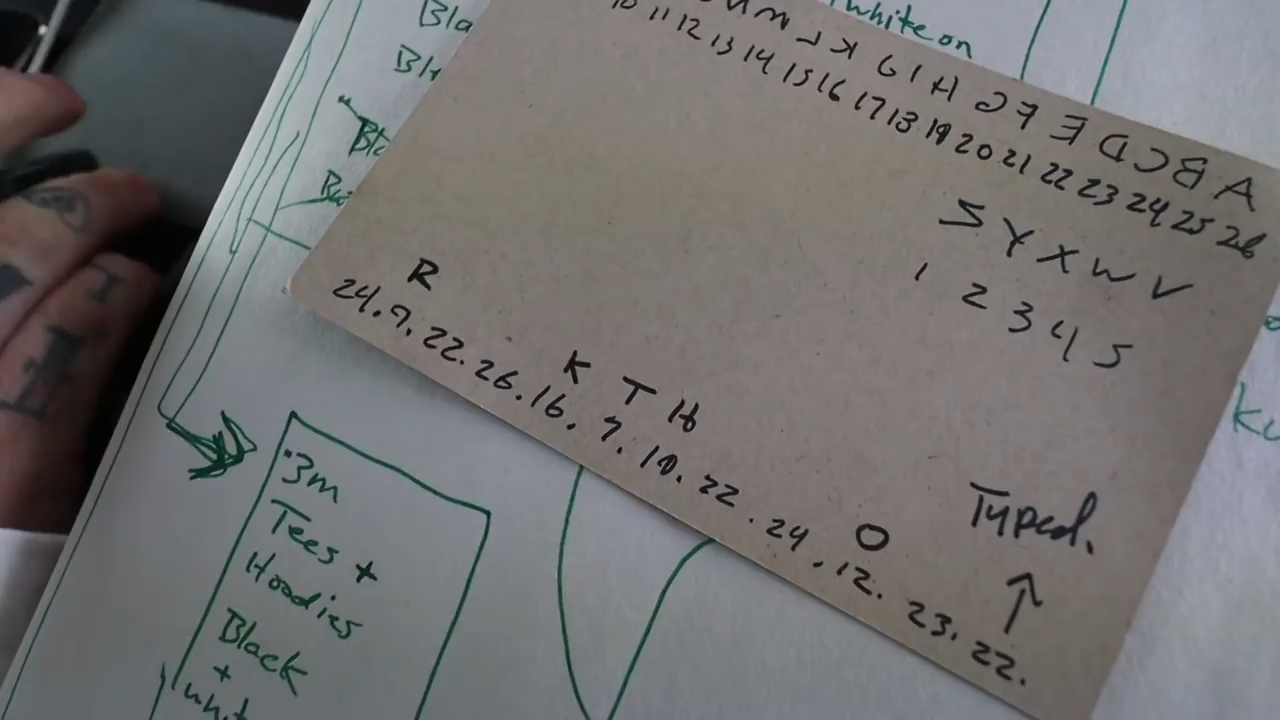 white on
A B C D E F G H I J K L M
10 11 12 13 14 15 16 17 18 19 20 21 22 23 24 25 26
Z Y X W V
1 2 3 4 5
R
K T H
O
24. 9. 22. 26. 16. 7. 10. 22. 24. 12. 23. 22.
Typed.
3m
Tees +
Hoodies
Black
+